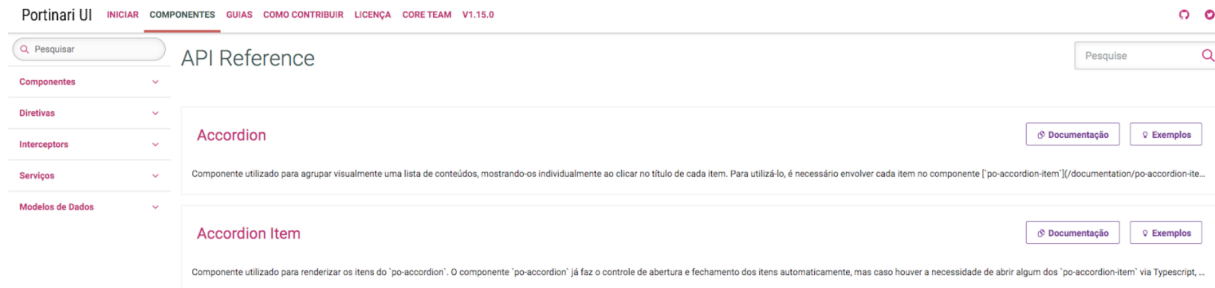 Portinari UI INICIAR COMPONENTES GUIAS COMO CONTRIBUIR LICENÇA CORE TEAM V1.15.0
Pesquisar
API Reference
Pesquise
Componentes
Diretivas
Interceptors
Serviços
Modelos de Dados
Accordion
Documentação
Exemplos
Componente utilizado para agrupar visualmente uma lista de conteúdos, mostrando-os individualmente ao clicar no título de cada item. Para utilizá-lo, é necessário envolver cada item no componente [`po-accordion-item`](/documentation/po-accordion-ite...
Accordion Item
Documentação
Exemplos
Componente utilizado para renderizar os itens do `po-accordion`. O componente `po-accordion` já faz o controle de abertura e fechamento dos itens automaticamente, mas caso houver a necessidade de abrir algum dos `po-accordion-item` via Typescript, ...